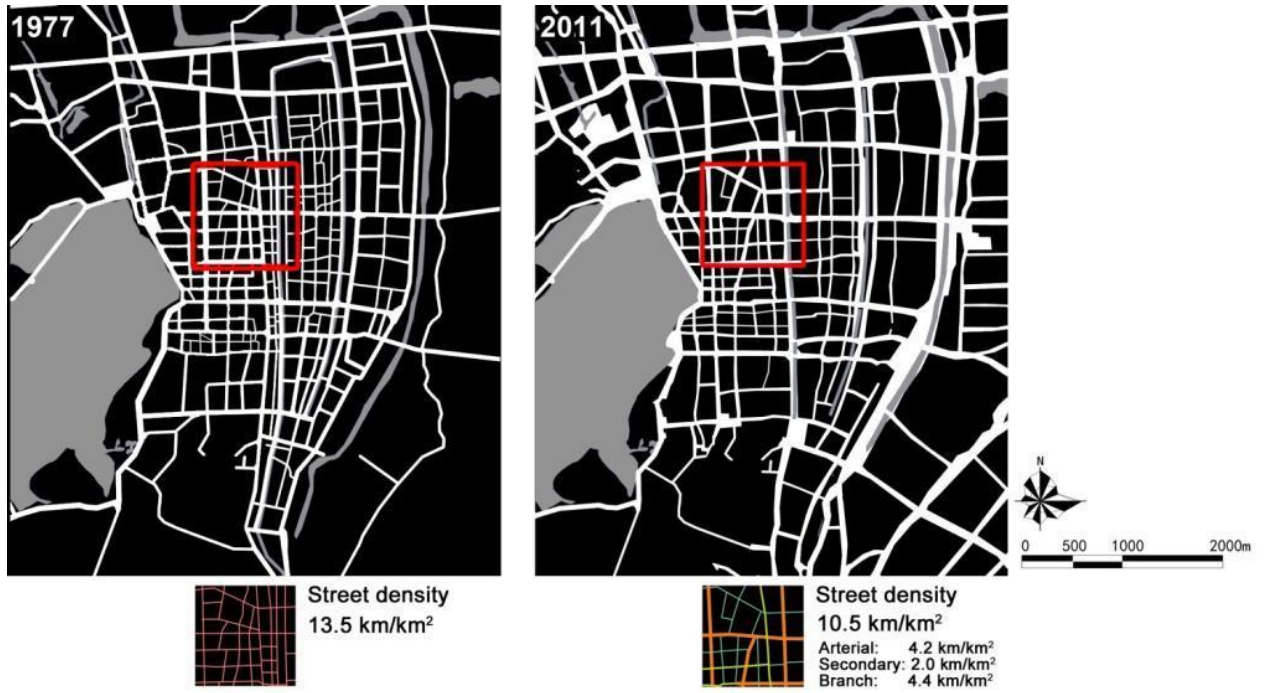 1977
2011
N
0 500 1000 2000m
Street density
13.5 km/km²
Street density
10.5 km/km²
Arterial: 4.2 km/km²
Secondary: 2.0 km/km²
Branch: 4.4 km/km²